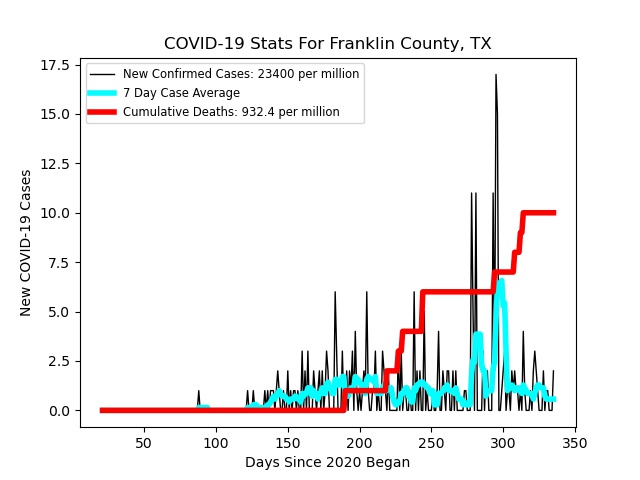 COVID-19 Stats For Franklin County, TX
17.5
15.0
12.5
10.0
7.5
5.0
2.5
0.0
New COVID-19 Cases
New Confirmed Cases: 23400 per million
7 Day Case Average
Cumulative Deaths: 932.4 per million
50 100 150 200 250 300 350
Days Since 2020 Began